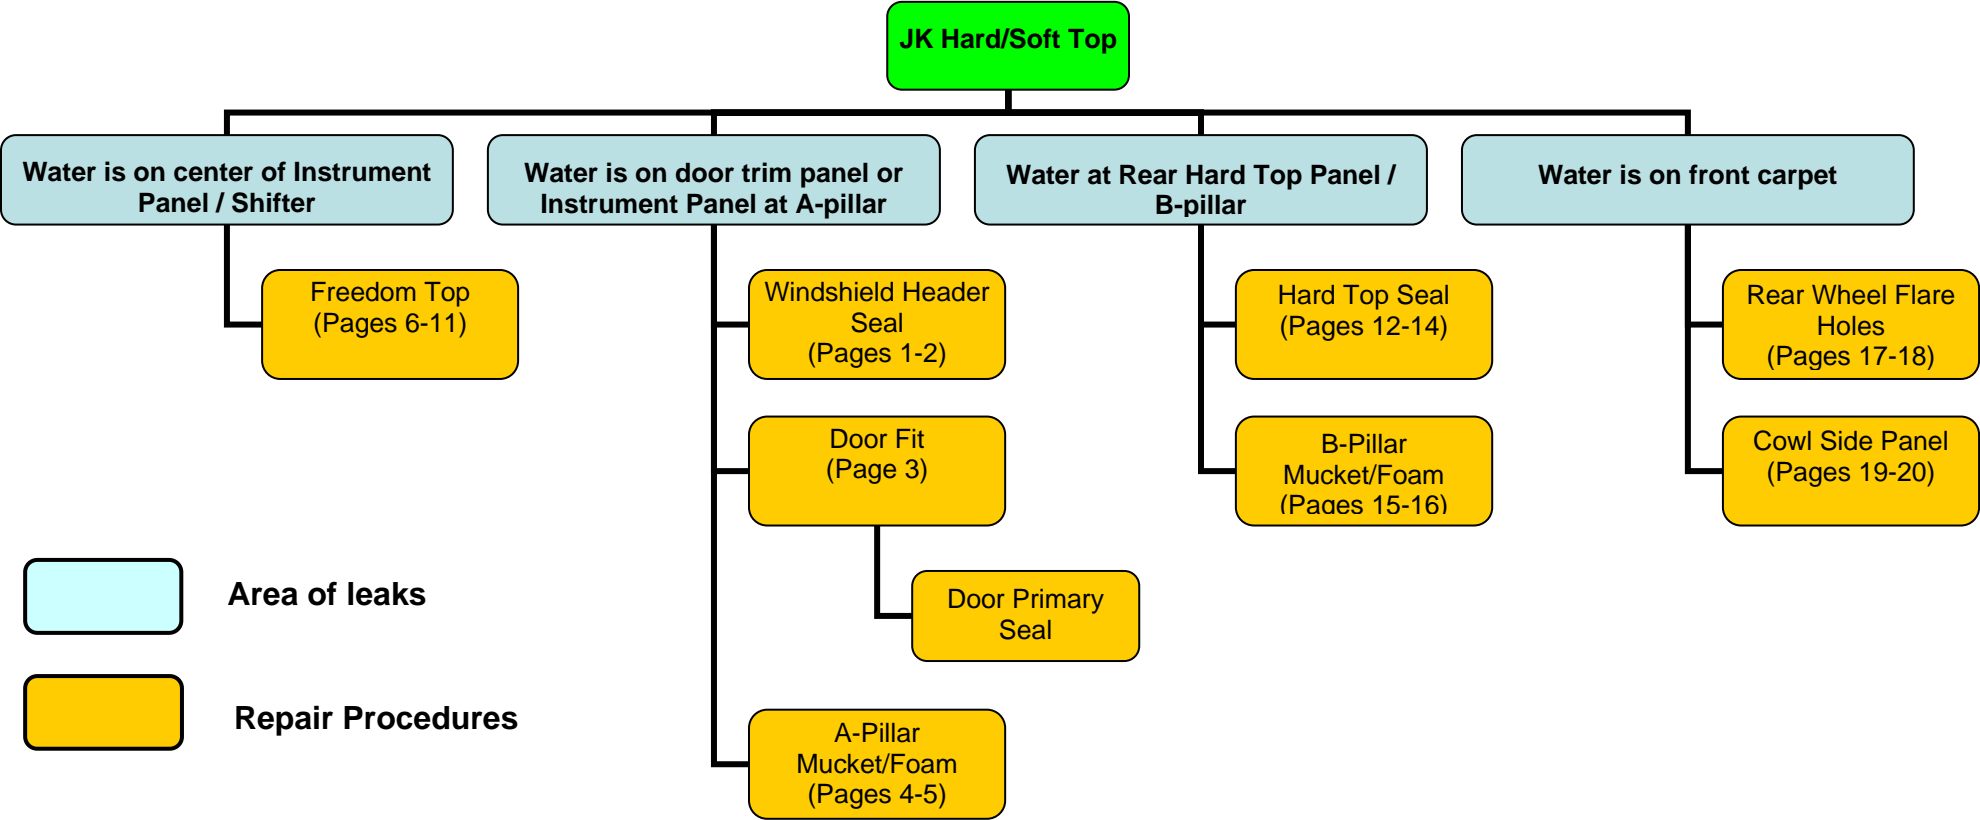 JK Hard/Soft Top
Water is on center of Instrument
Panel / Shifter
Water is on door trim panel or
Instrument Panel at A-pillar
Water at Rear Hard Top Panel /
B-pillar
Water is on front carpet
Freedom Top
(Pages 6-11)
Windshield Header
Seal
(Pages 1-2)
Door Fit
(Page 3)
Door Primary
Seal
A-Pillar
Mucket/Foam
(Pages 4-5)
Hard Top Seal
(Pages 12-14)
B-Pillar
Mucket/Foam
(Pages 15-16)
Rear Wheel Flare
Holes
(Pages 17-18)
Cowl Side Panel
(Pages 19-20)
Area of leaks
Repair Procedures